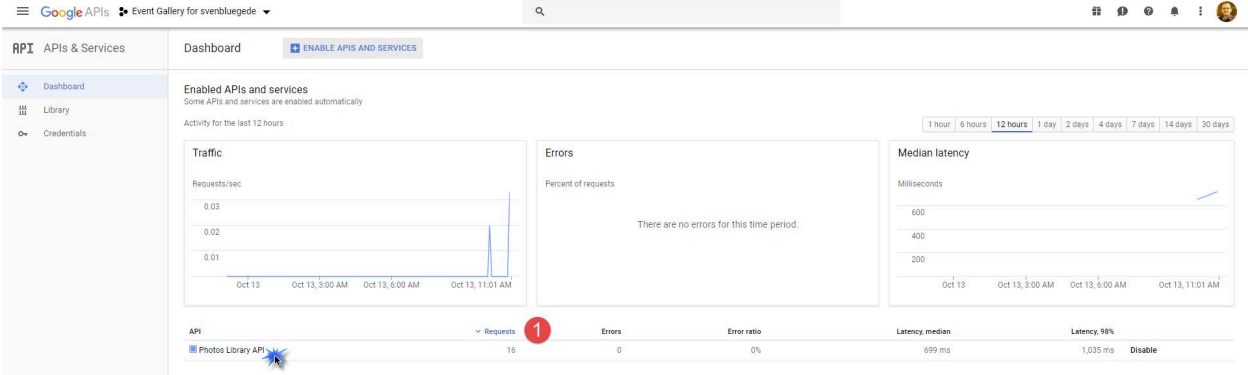 Google APIs Event Gallery for svenbluegede
API APIs & Services
Dashboard
ENABLE APIS AND SERVICES
Dashboard
Library
Credentials
Enabled APIs and services
Some APIs and services are enabled automatically
Activity for the last 12 hours
1 hour 6 hours 12 hours 1 day 2 days 4 days 7 days 14 days 30 days
Traffic
Requests/sec
0.03
0.02
0.01
Oct 13 Oct 13, 3:00 AM Oct 13, 6:00 AM Oct 13, 11:01 AM
Errors
Percent of requests
There are no errors for this time period.
Median latency
Milliseconds
600
400
200
Oct 13 Oct 13, 3:00 AM Oct 13, 6:00 AM Oct 13, 11:01 AM
API Requests 1 Errors Error ratio Latency, median Latency, 98%
Photos Library API 16 0 0% 699 ms 1,035 ms Disable